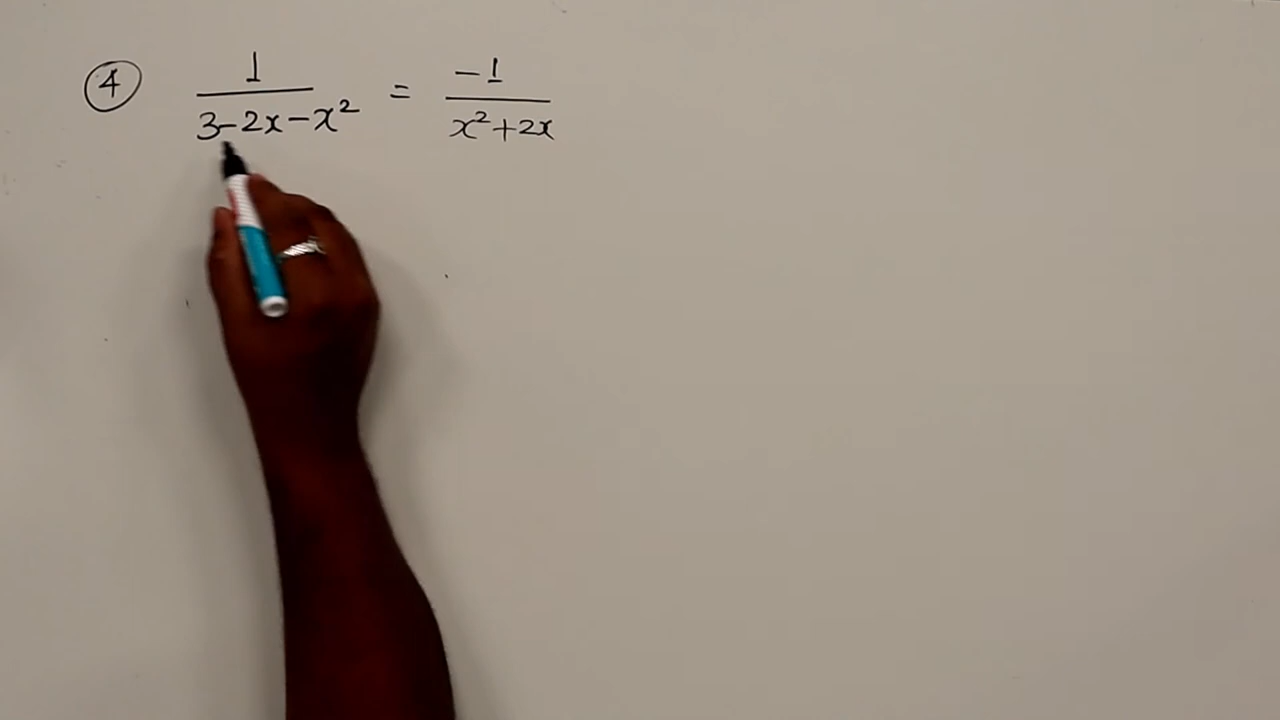 ④ 1/(3-2x-x²) = -1/(x²+2x